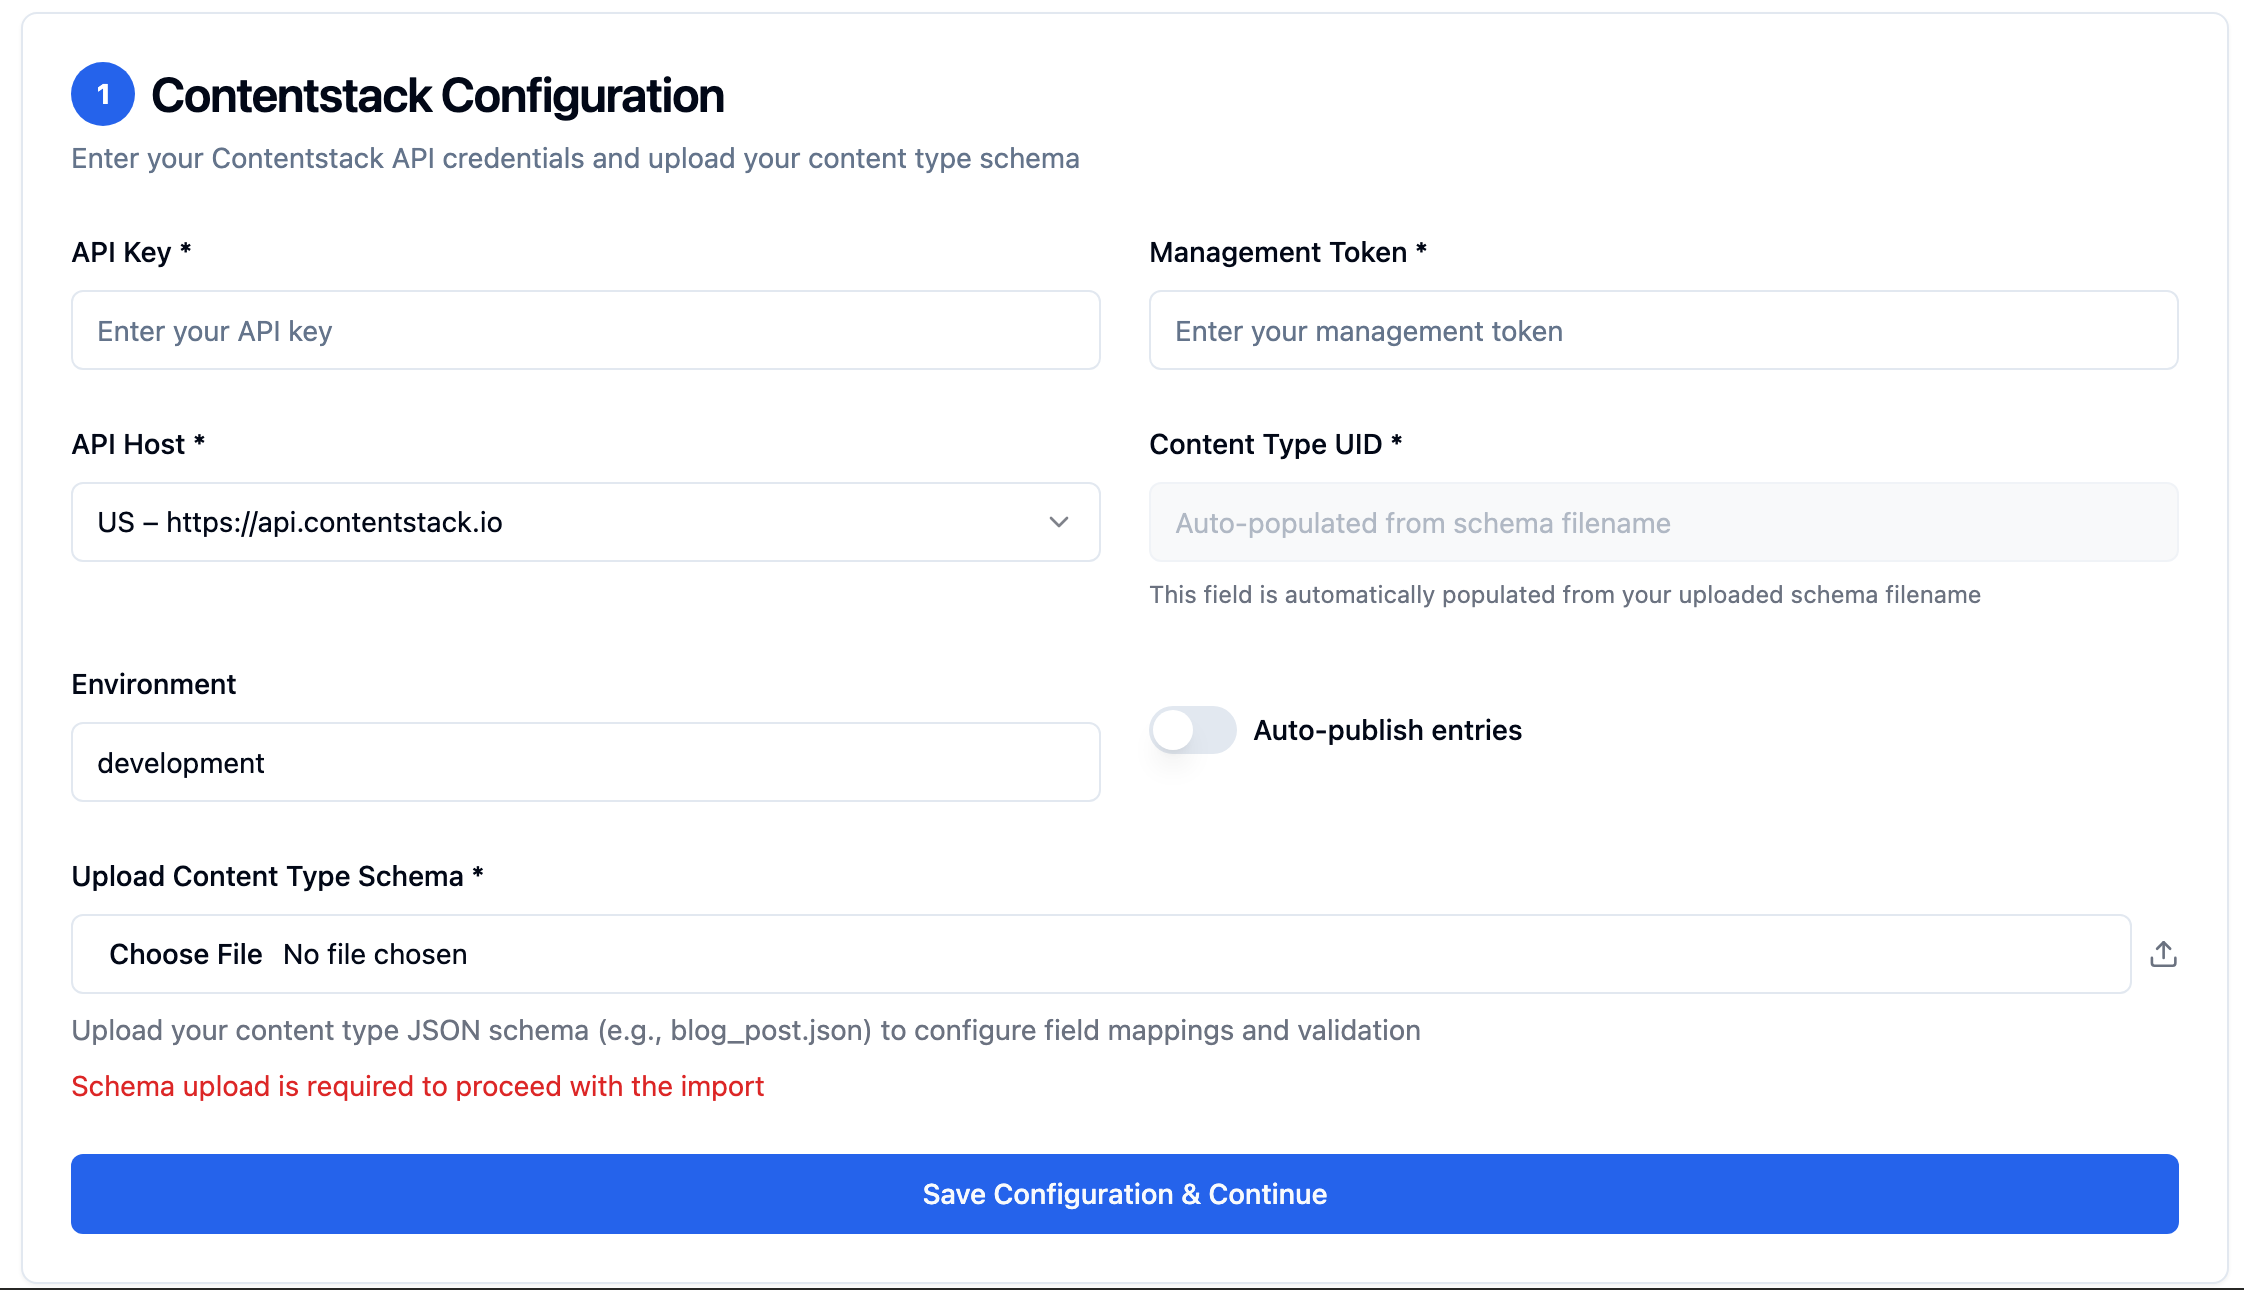 1 Contentstack Configuration
Enter your Contentstack API credentials and upload your content type schema
API Key *
Enter your API key
Management Token *
Enter your management token
API Host *
US – https://api.contentstack.io
Content Type UID *
Auto-populated from schema filename
This field is automatically populated from your uploaded schema filename
Environment
development
Auto-publish entries
Upload Content Type Schema *
Choose File No file chosen
Upload your content type JSON schema (e.g., blog_post.json) to configure field mappings and validation
Schema upload is required to proceed with the import
Save Configuration & Continue